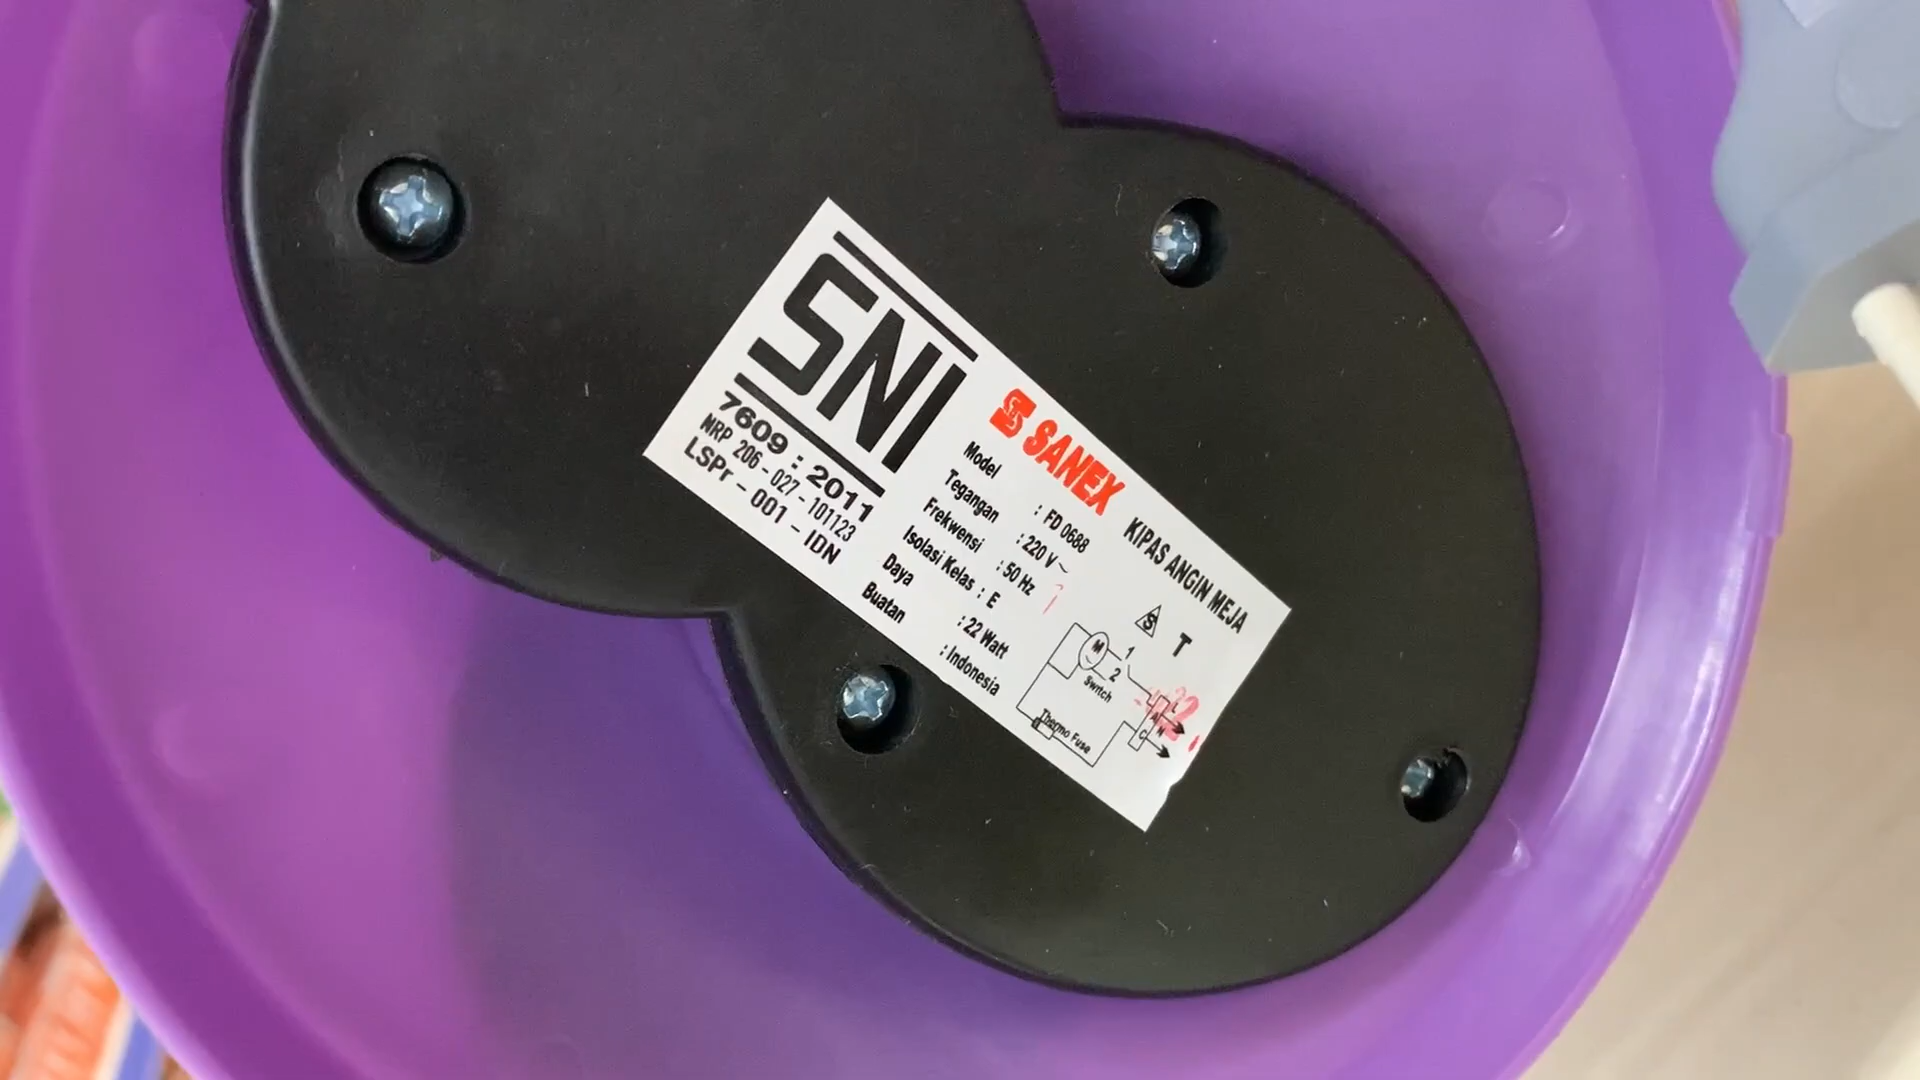 SNI
7609 : 2011
NRP 206 - 027 - 101123
LSPr - 001 - IDN
SANEX KIPAS ANGIN MEJA
Model : FD 0688
Tegangan : 220 V ~
Frekwensi : 50 Hz
Isolasi Kelas : E
Daya : 22 Watt
Buatan : Indonesia
S T
M 1
2
Switch
Thermo Fuse
A
C
L
N